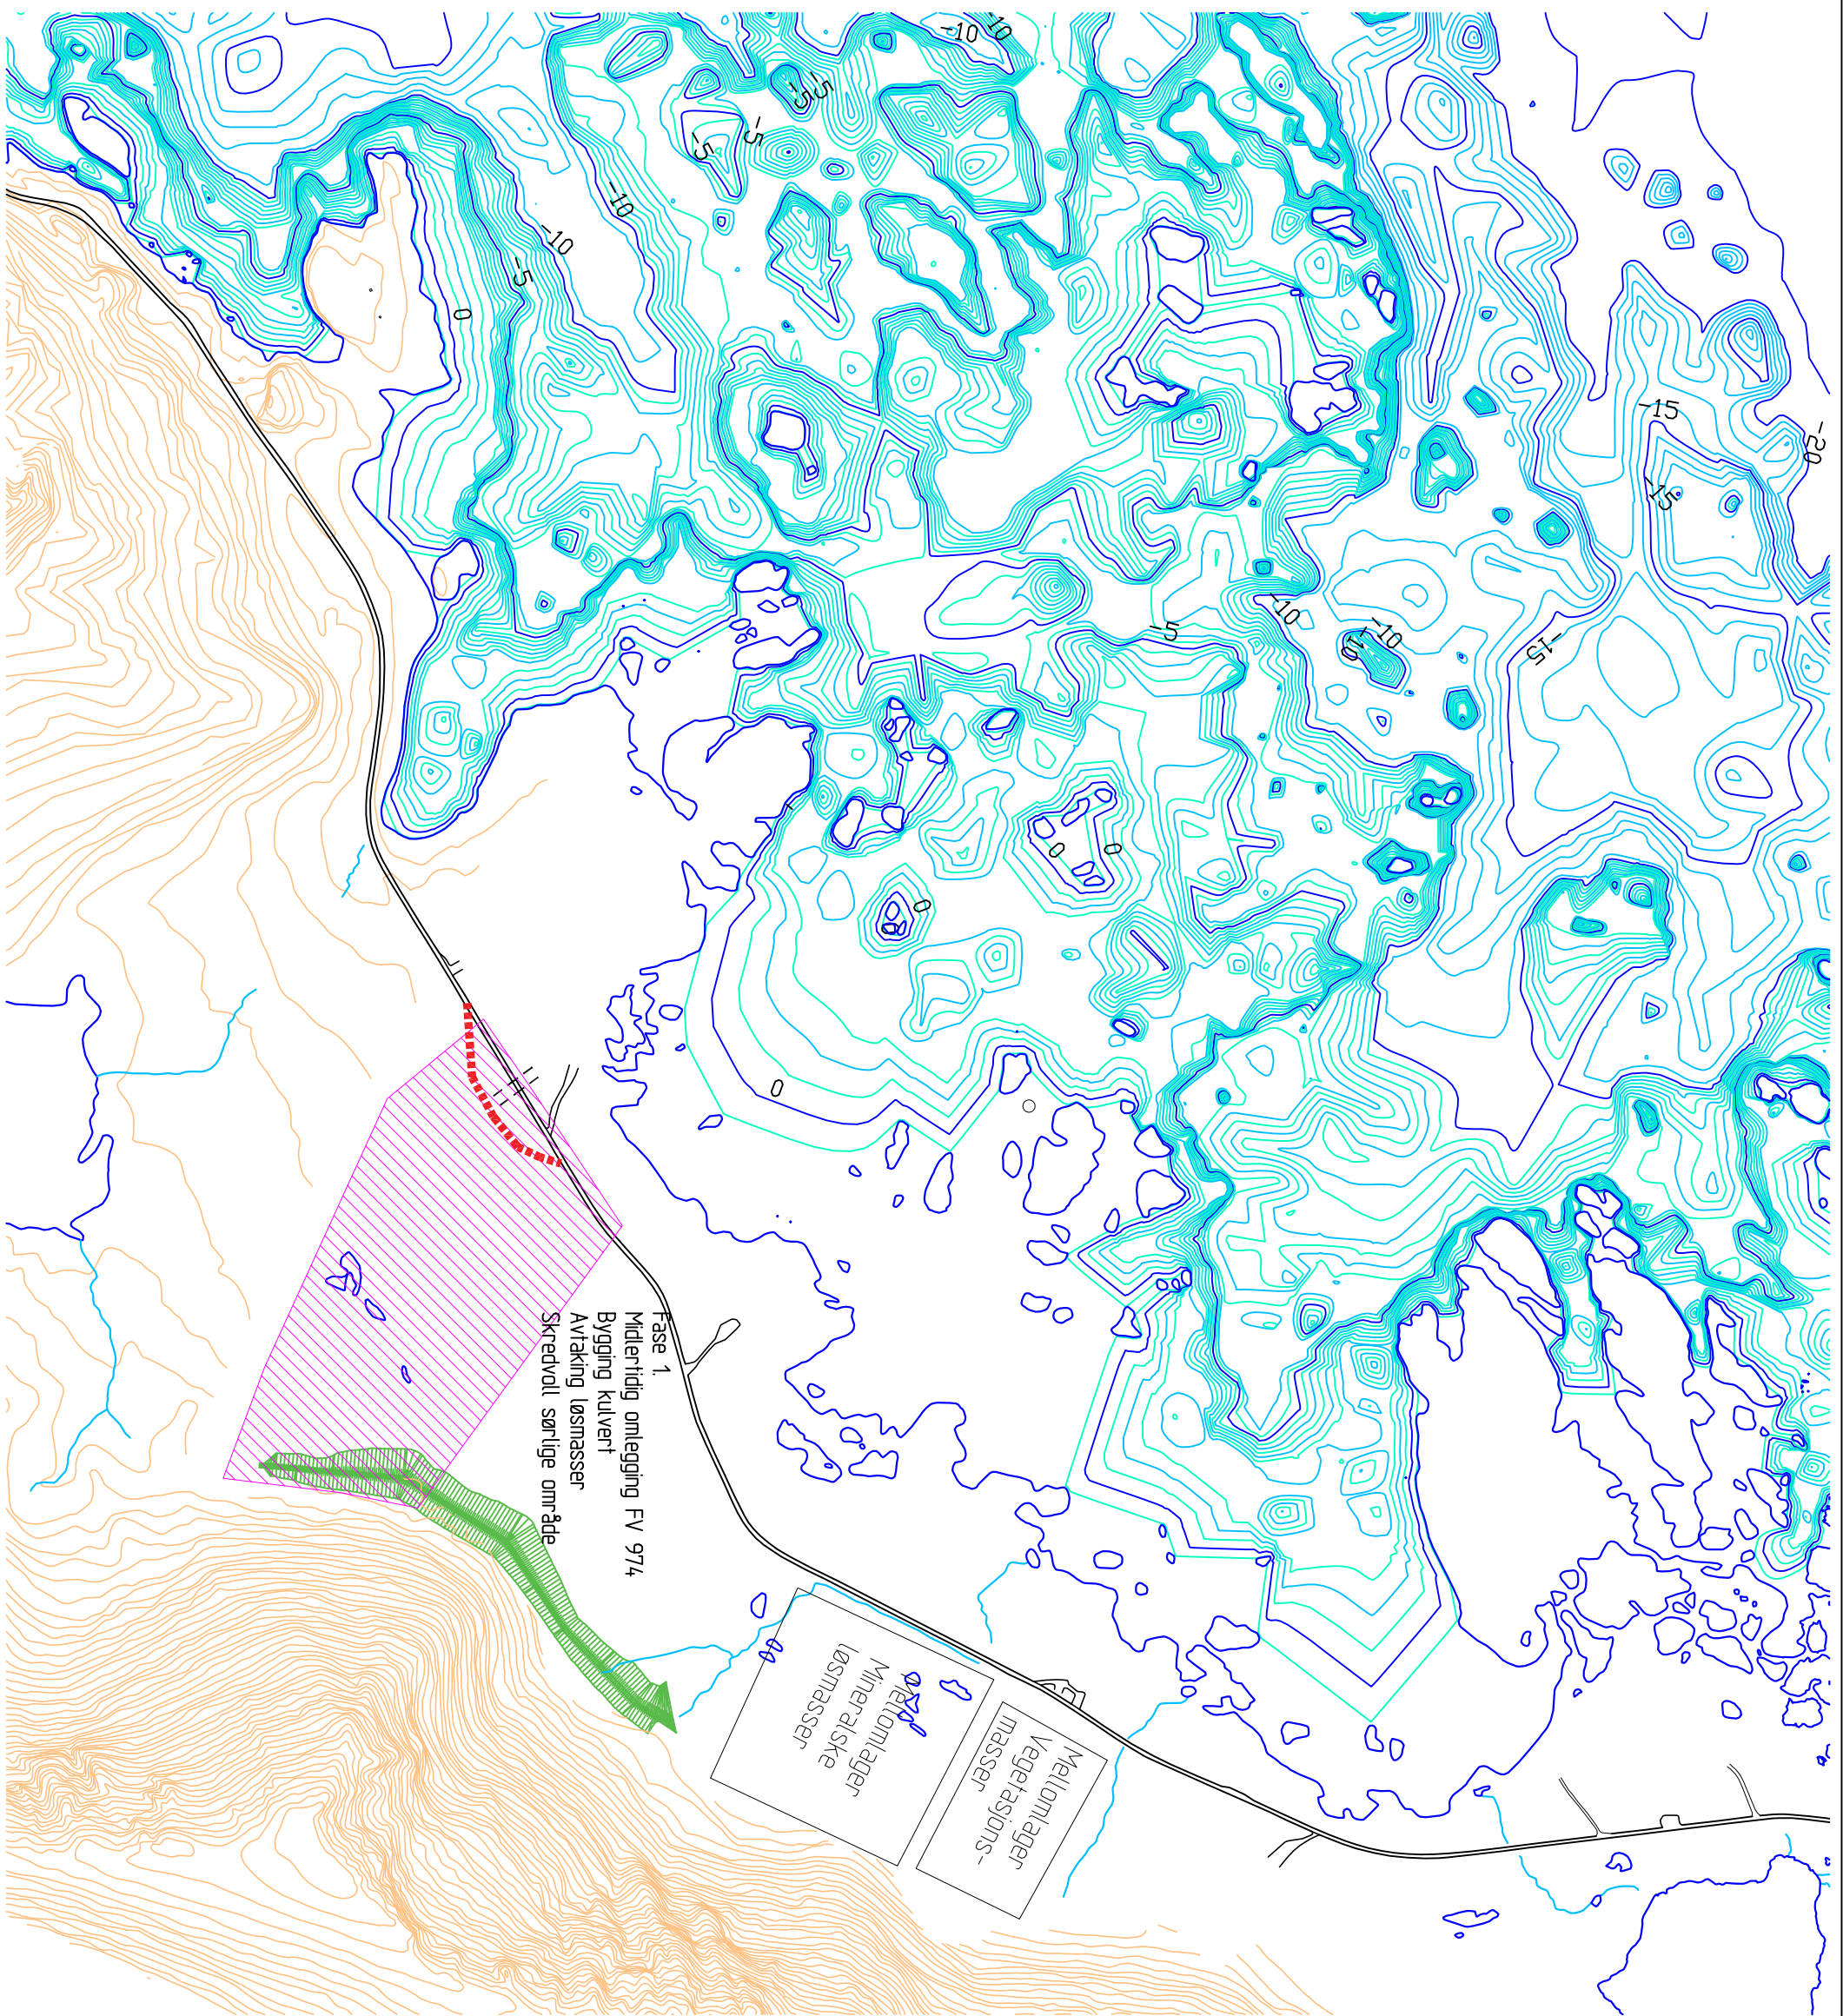 -10
-10
-5
-5
-5
-5
-10
-10
-5
0
-15
-20
-15
-10
-5
-10
-10
-15
0
0
0
0
0
Fase 1.
Midlertidig omlegging FV 974
Bygging kulvert
Avtaking løsmasser
Skredvoll sørlige område
Mellomlager
Mineralske
løsmasser
Mellomlager
Vegetasjons-
masser